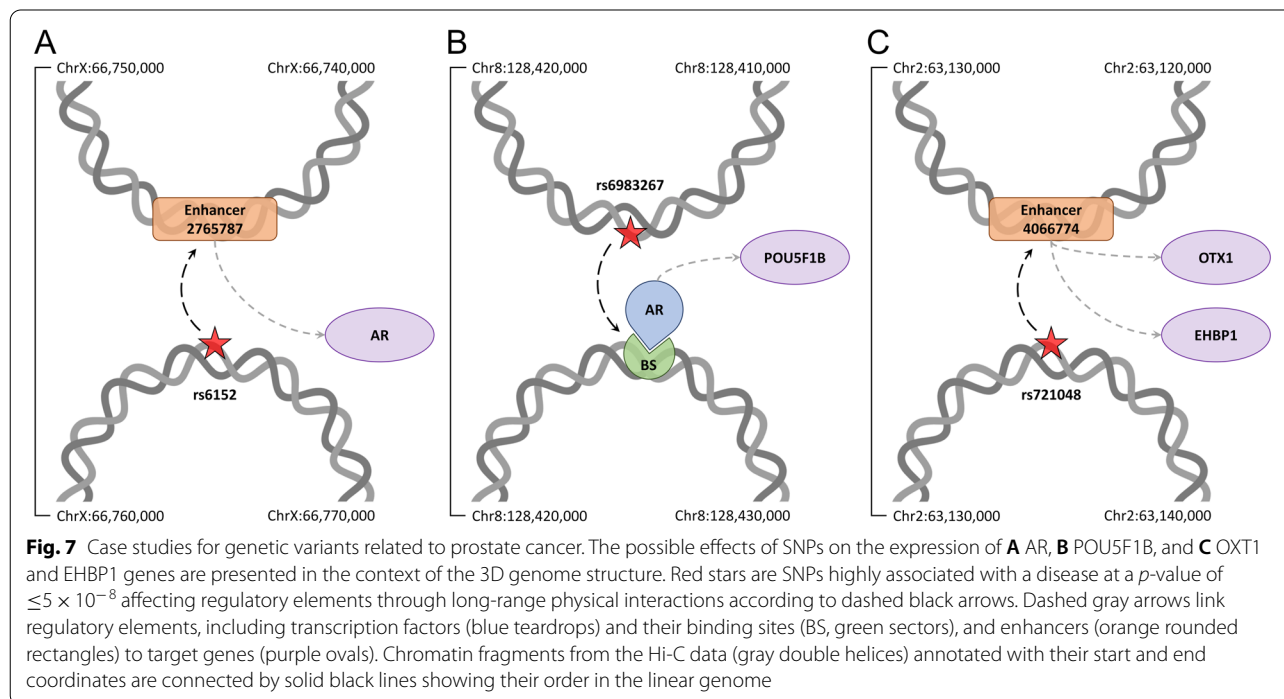 A
ChrX:66,750,000
ChrX:66,740,000
Enhancer
2765787
AR
rs6152
ChrX:66,760,000
ChrX:66,770,000
B
Chr8:128,420,000
Chr8:128,410,000
rs6983267
POU5F1B
AR
BS
Chr8:128,420,000
Chr8:128,430,000
C
Chr2:63,130,000
Chr2:63,120,000
Enhancer
4066774
OTX1
EHBP1
rs721048
Chr2:63,130,000
Chr2:63,140,000
Fig. 7 Case studies for genetic variants related to prostate cancer. The possible effects of SNPs on the expression of A AR, B POU5F1B, and C OXT1
and EHBP1 genes are presented in the context of the 3D genome structure. Red stars are SNPs highly associated with a disease at a p-value of
≤5 × 10⁻⁸ affecting regulatory elements through long-range physical interactions according to dashed black arrows. Dashed gray arrows link
regulatory elements, including transcription factors (blue teardrops) and their binding sites (BS, green sectors), and enhancers (orange rounded
rectangles) to target genes (purple ovals). Chromatin fragments from the Hi-C data (gray double helices) annotated with their start and end
coordinates are connected by solid black lines showing their order in the linear genome